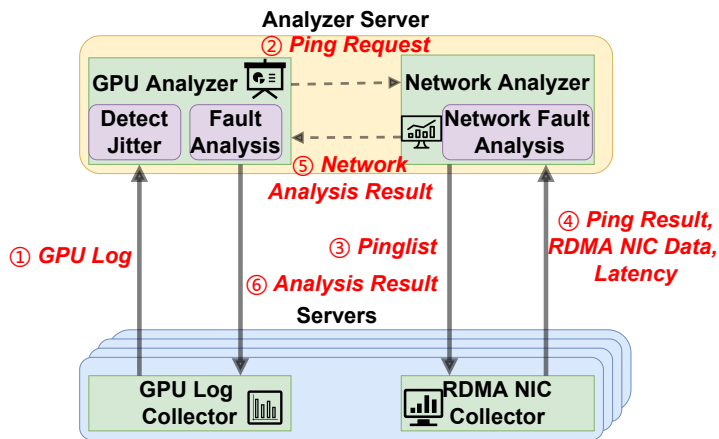 Analyzer Server
② Ping Request
GPU Analyzer
Network Analyzer
Detect
Jitter
Fault
Analysis
Network Fault
Analysis
⑤ Network
Analysis Result
① GPU Log
③ Pinglist
④ Ping Result,
RDMA NIC Data,
Latency
⑥ Analysis Result
Servers
GPU Log
Collector
RDMA NIC
Collector